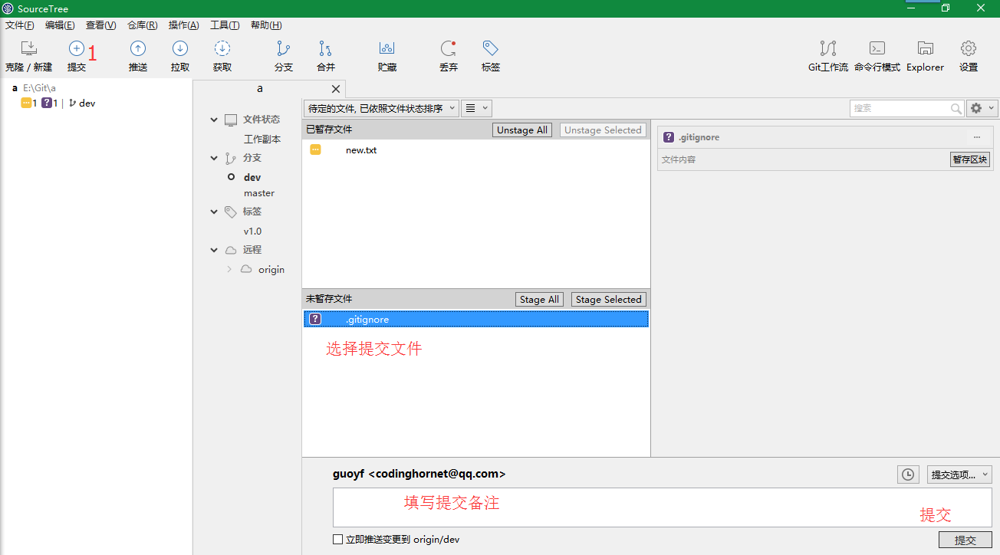 SourceTree
文件(F) 编辑(E) 查看(V) 仓库(R) 操作(A) 工具(T) 帮助(H)
克隆 / 新建 提交 1 推送 拉取 获取 分支 合并 贮藏 丢弃 标签 Git工作流 命令行模式 Explorer 设置
a E:\Git\a
1 ? 1 | dev
a
待定的文件, 已依照文件状态排序
搜索
文件状态
工作副本
分支
dev
master
标签
v1.0
远程
origin
已暂存文件 Unstage All Unstage Selected
new.txt
未暂存文件 Stage All Stage Selected
? .gitignore
选择提交文件
? .gitignore ...
文件内容 暂存区块
guoyf <codinghornet@qq.com>
提交选项...
填写提交备注
提交
立即推送变更到 origin/dev
提交